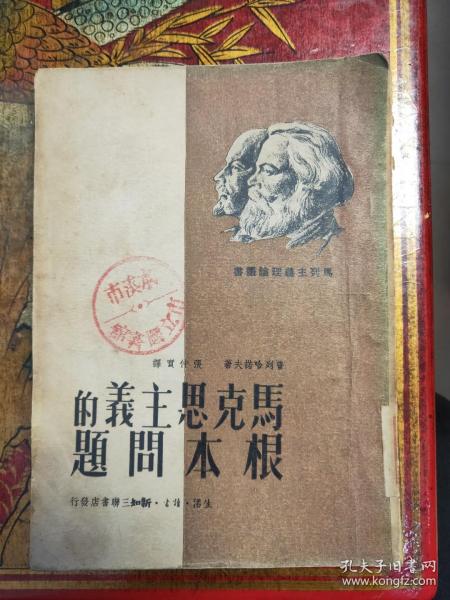 馬列主義理論叢書
普列哈諾夫著 張仲實譯
馬克思主義的
根本問題
生活·讀書·新知三聯書店發行
孔夫子旧书网
www.kongfz.com